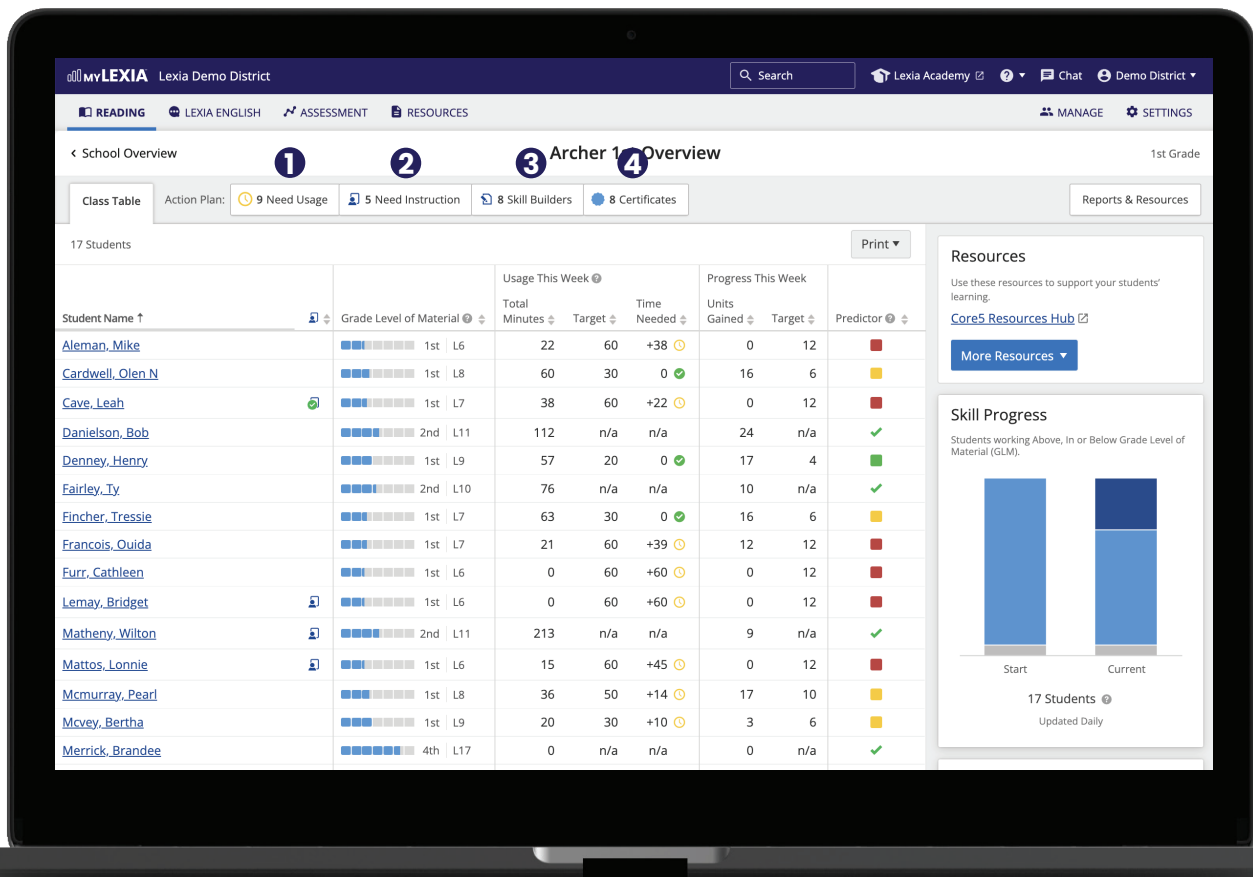 MYLEXIA Lexia Demo District Search Lexia Academy ? Chat Demo District
READING LEXIA ENGLISH ASSESSMENT RESOURCES MANAGE SETTINGS
School Overview Archer 1st Overview 1st Grade
1 2 3 4
Class Table Action Plan: 9 Need Usage 5 Need Instruction 8 Skill Builders 8 Certificates Reports & Resources
17 Students Print
Usage This Week ? Progress This Week
Student Name ↑ Grade Level of Material ? Total Minutes Target Time Needed Units Gained Target Predictor ?
Aleman, Mike 1st L6 22 60 +38 0 12
Cardwell, Olen N 1st L8 60 30 0 16 6
Cave, Leah 1st L7 38 60 +22 0 12
Danielson, Bob 2nd L11 112 n/a n/a 24 n/a
Denney, Henry 1st L9 57 20 0 17 4
Fairley, Ty 2nd L10 76 n/a n/a 10 n/a
Fincher, Tressie 1st L7 63 30 0 16 6
Francois, Ouida 1st L7 21 60 +39 12 12
Furr, Cathleen 1st L6 0 60 +60 0 12
Lemay, Bridget 1st L6 0 60 +60 0 12
Matheny, Wilton 2nd L11 213 n/a n/a 9 n/a
Mattos, Lonnie 1st L6 15 60 +45 0 12
Mcmurray, Pearl 1st L8 36 50 +14 17 10
Mcvey, Bertha 1st L9 20 30 +10 3 6
Merrick, Brandee 4th L17 0 n/a n/a 0 n/a
Resources
Use these resources to support your students'
learning.
Core5 Resources Hub
More Resources
Skill Progress
Students working Above, In or Below Grade Level of
Material (GLM).
Start Current
17 Students ?
Updated Daily